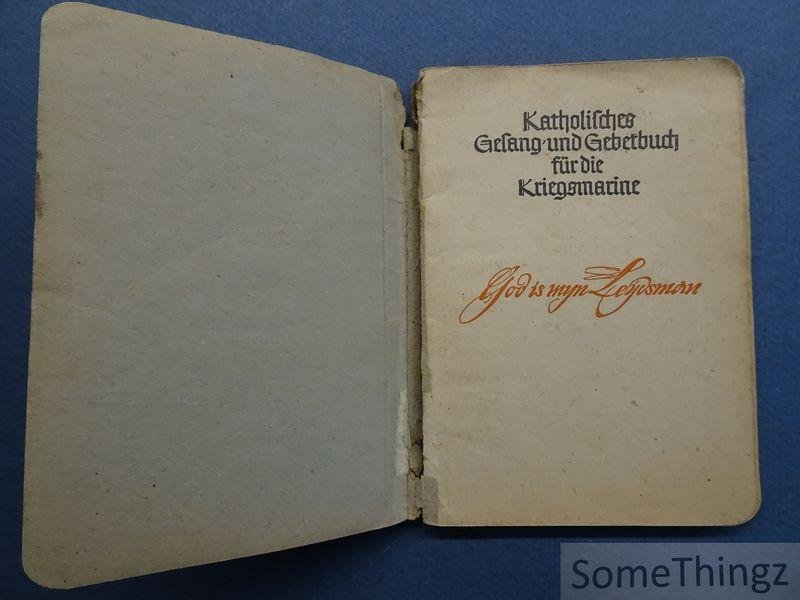 Katholisches
Gesang- und Gebetbuch
für die
Kriegsmarine
God is myn Leydsman
SomeThingz